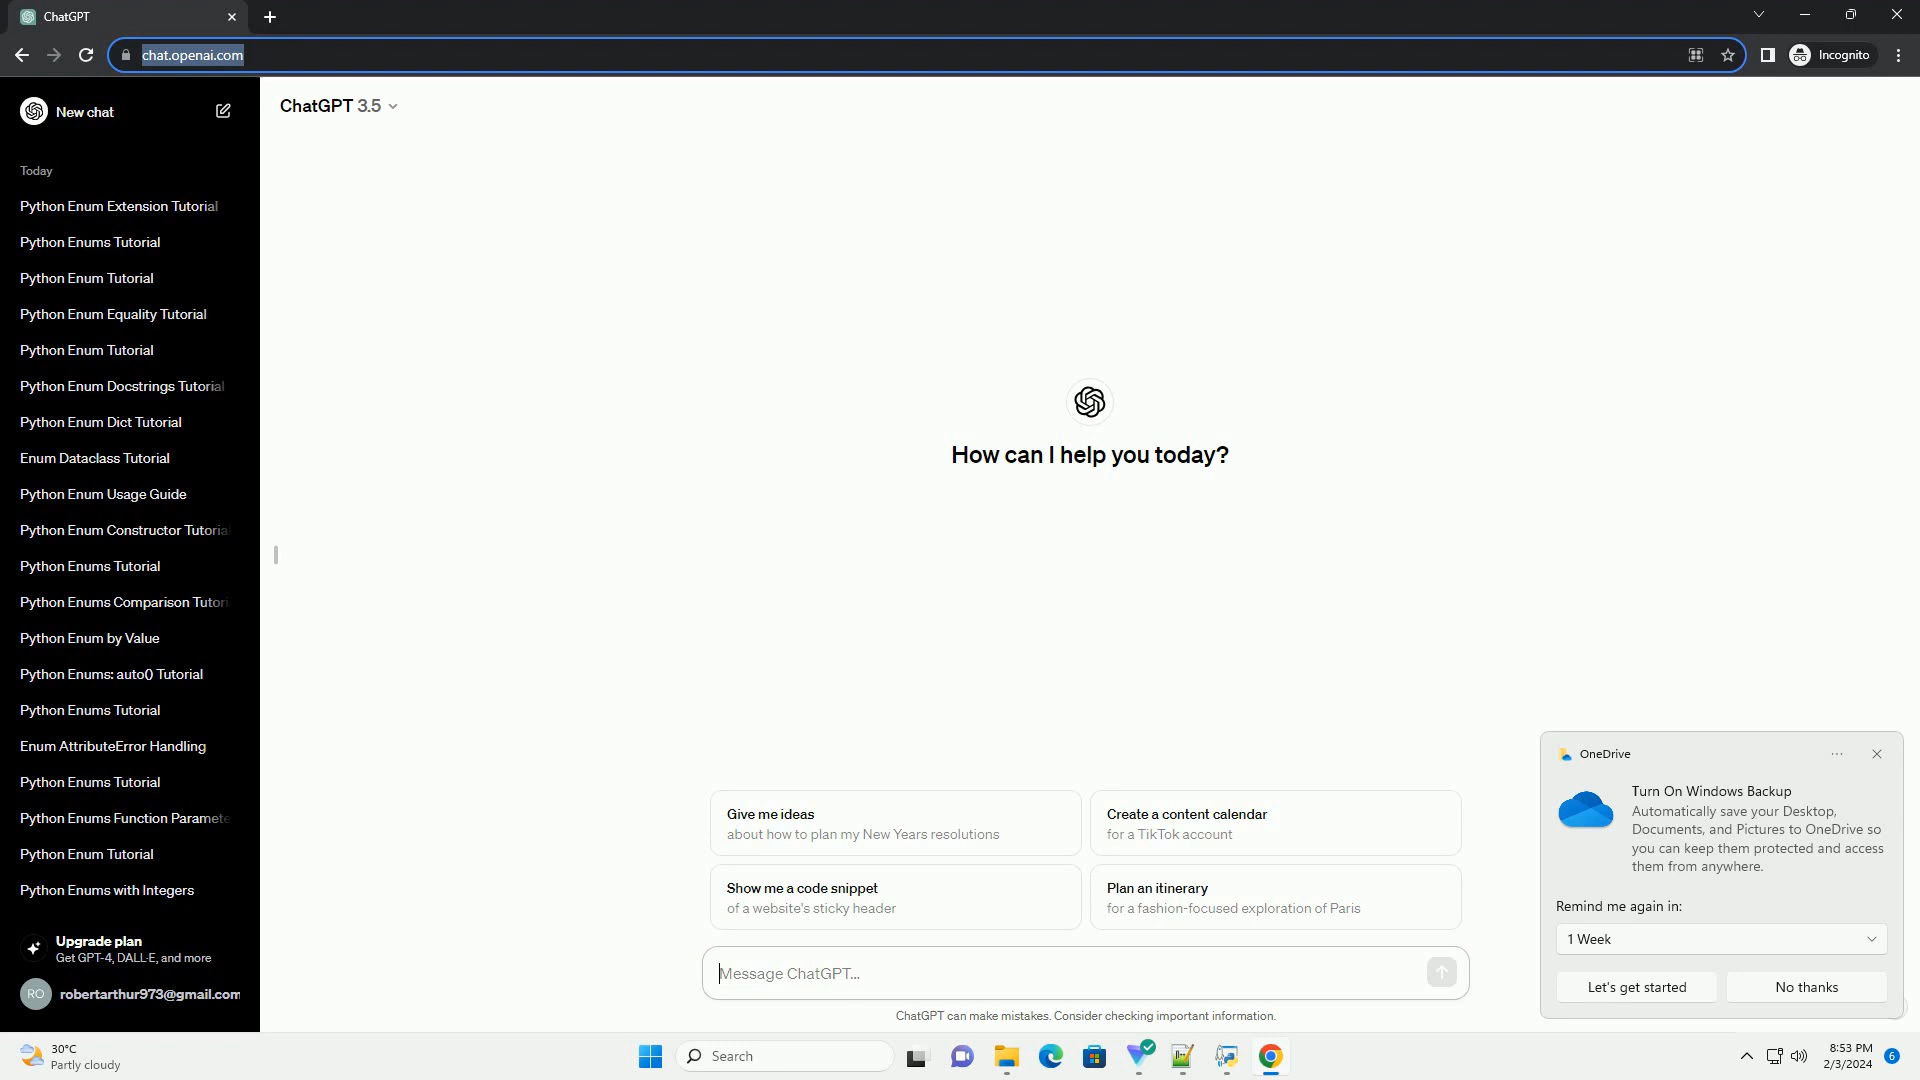 ChatGPT
chat.openai.com
Incognito
New chat
ChatGPT 3.5
Today
Python Enum Extension Tutorial
Python Enums Tutorial
Python Enum Tutorial
Python Enum Equality Tutorial
Python Enum Tutorial
Python Enum Docstrings Tutorial
Python Enum Dict Tutorial
Enum Dataclass Tutorial
Python Enum Usage Guide
Python Enum Constructor Tutoria
Python Enums Tutorial
Python Enums Comparison Tutori
Python Enum by Value
Python Enums: auto() Tutorial
Python Enums Tutorial
Enum AttributeError Handling
Python Enums Tutorial
Python Enums Function Paramete
Python Enum Tutorial
Python Enums with Integers
Upgrade plan
Get GPT-4, DALL·E, and more
RO
robertarthur973@gmail.com
How can I help you today?
Give me ideas
about how to plan my New Years resolutions
Create a content calendar
for a TikTok account
Show me a code snippet
of a website's sticky header
Plan an itinerary
for a fashion-focused exploration of Paris
Message ChatGPT...
ChatGPT can make mistakes. Consider checking important information.
OneDrive
Turn On Windows Backup
Automatically save your Desktop,
Documents, and Pictures to OneDrive so
you can keep them protected and access
them from anywhere.
Remind me again in:
1 Week
Let's get started
No thanks
30°C
Partly cloudy
Search
8:53 PM
2/3/2024
6